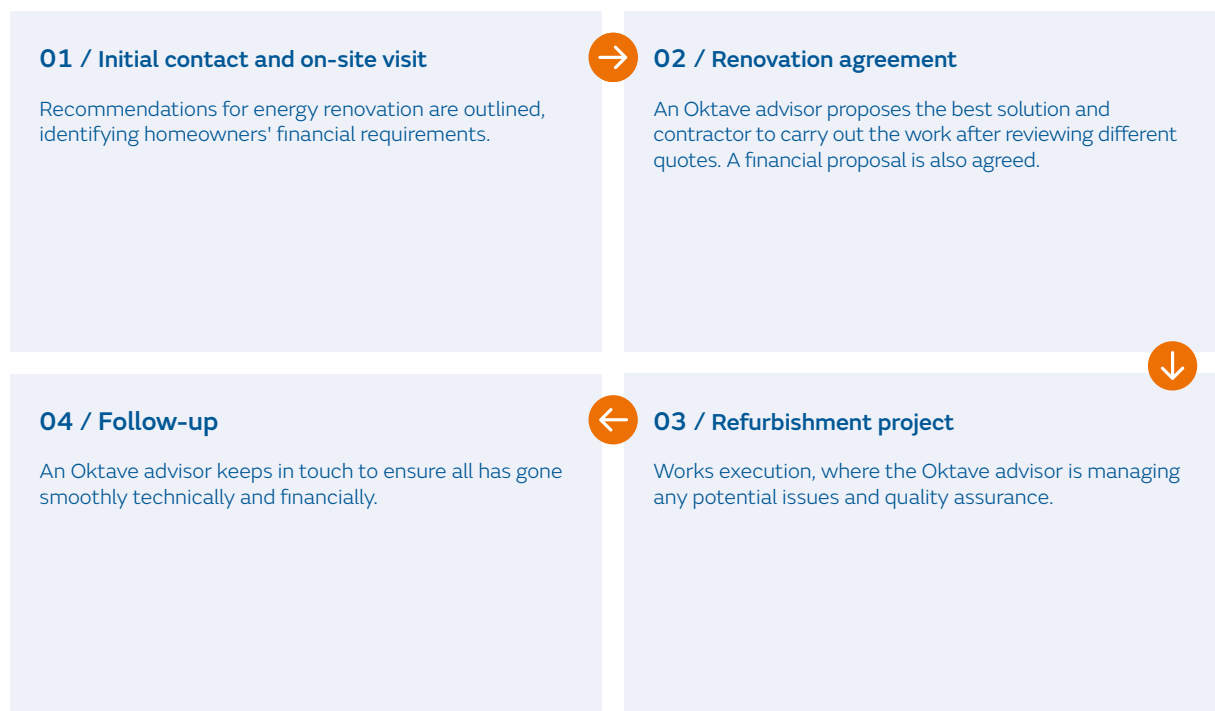 01 / Initial contact and on-site visit
Recommendations for energy renovation are outlined,
identifying homeowners' financial requirements.
02 / Renovation agreement
An Oktave advisor proposes the best solution and
contractor to carry out the work after reviewing different
quotes. A financial proposal is also agreed.
03 / Refurbishment project
Works execution, where the Oktave advisor is managing
any potential issues and quality assurance.
04 / Follow-up
An Oktave advisor keeps in touch to ensure all has gone
smoothly technically and financially.